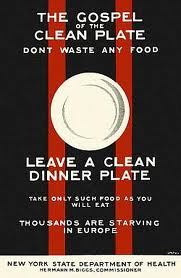 THE GOSPEL
OF THE
CLEAN PLATE
DONT WASTE ANY FOOD
LEAVE A CLEAN
DINNER PLATE
TAKE ONLY SUCH FOOD AS YOU
WILL EAT
THOUSANDS ARE STARVING
IN EUROPE
NEW YORK STATE DEPARTMENT OF HEALTH
HERMANN M. BIGGS, COMMISSIONER